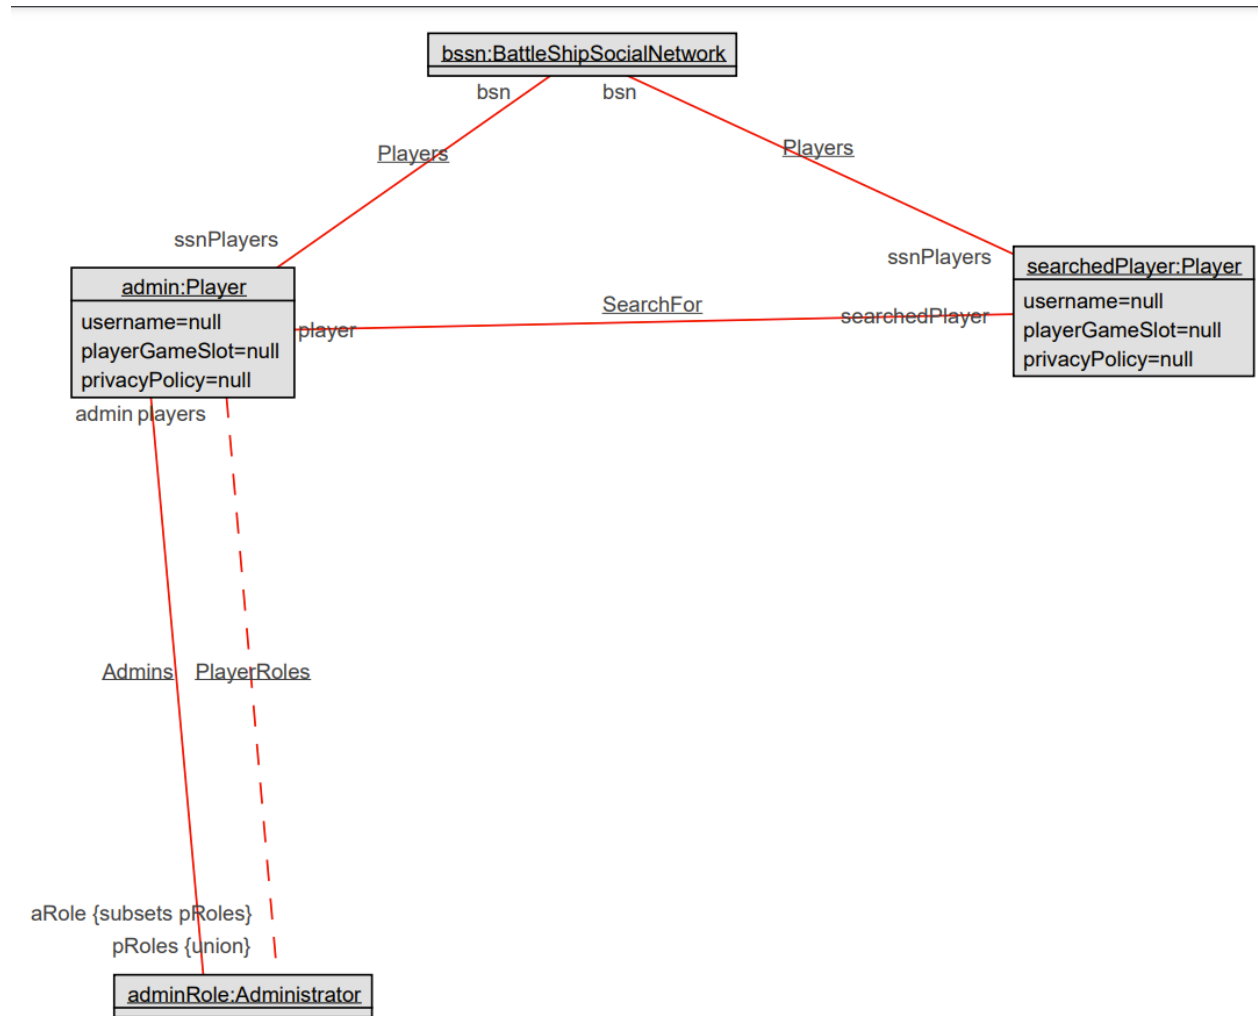 bssn:BattleShipSocialNetwork
bsn
bsn
Players
Players
ssnPlayers
ssnPlayers
admin:Player
username=null
playerGameSlot=null
privacyPolicy=null
player
SearchFor
searchedPlayer
searchedPlayer:Player
username=null
playerGameSlot=null
privacyPolicy=null
admin players
Admins
PlayerRoles
aRole {subsets pRoles}
pRoles {union}
adminRole:Administrator